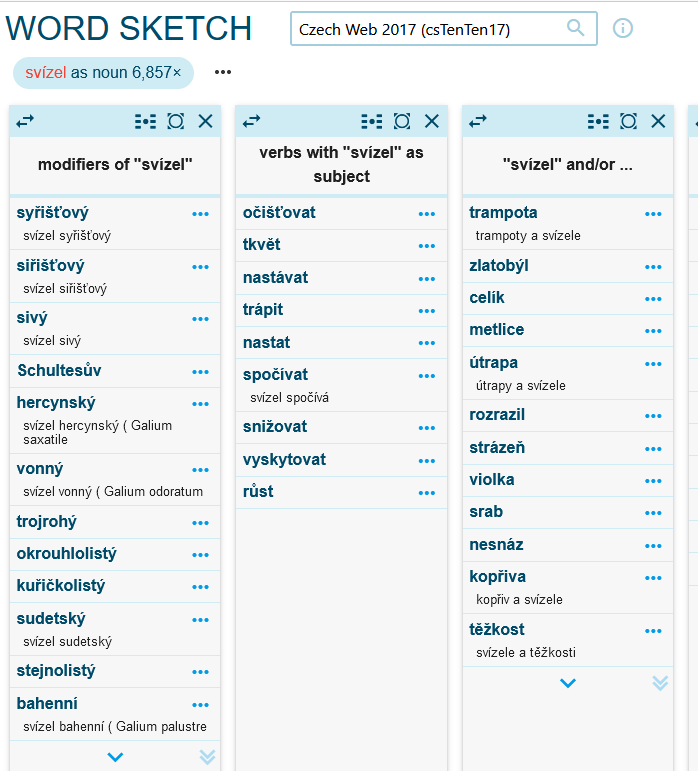 WORD SKETCH
Czech Web 2017 (csTenTen17)
svízel as noun 6,857×
modifiers of "svízel"
syřišťový
svízel syřišťový
siřišťový
svízel siřišťový
sivý
svízel sivý
Schultesův
hercynský
svízel hercynský ( Galium
saxatile
vonný
svízel vonný ( Galium odoratum
trojrohý
okrouhlolistý
kuřičkolistý
sudetský
svízel sudetský
stejnolistý
bahenní
svízel bahenní ( Galium palustre
verbs with "svízel" as
subject
očišťovat
tkvět
nastávat
trápit
nastat
spočívat
svízel spočívá
snižovat
vyskytovat
růst
"svízel" and/or ...
trampota
trampoty a svízele
zlatobýl
celík
metlice
útrapa
útrapy a svízele
rozrazil
strázeň
violka
srab
nesnáz
kopřiva
kopřiv a svízele
těžkost
svízele a těžkosti